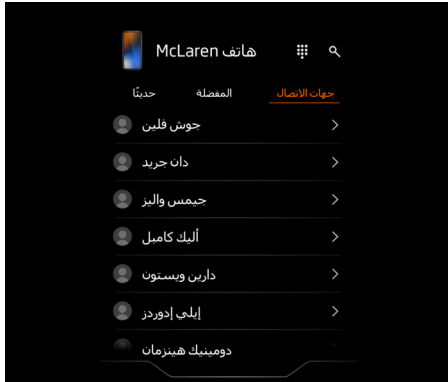 هاتف McLaren
جهات الاتصال المفضلة حديثًا
جوش فلين
دان جريد
جيمس واليز
أليك كامبل
دارين ويستون
إيلي إدوردز
دومينيك هينزمان